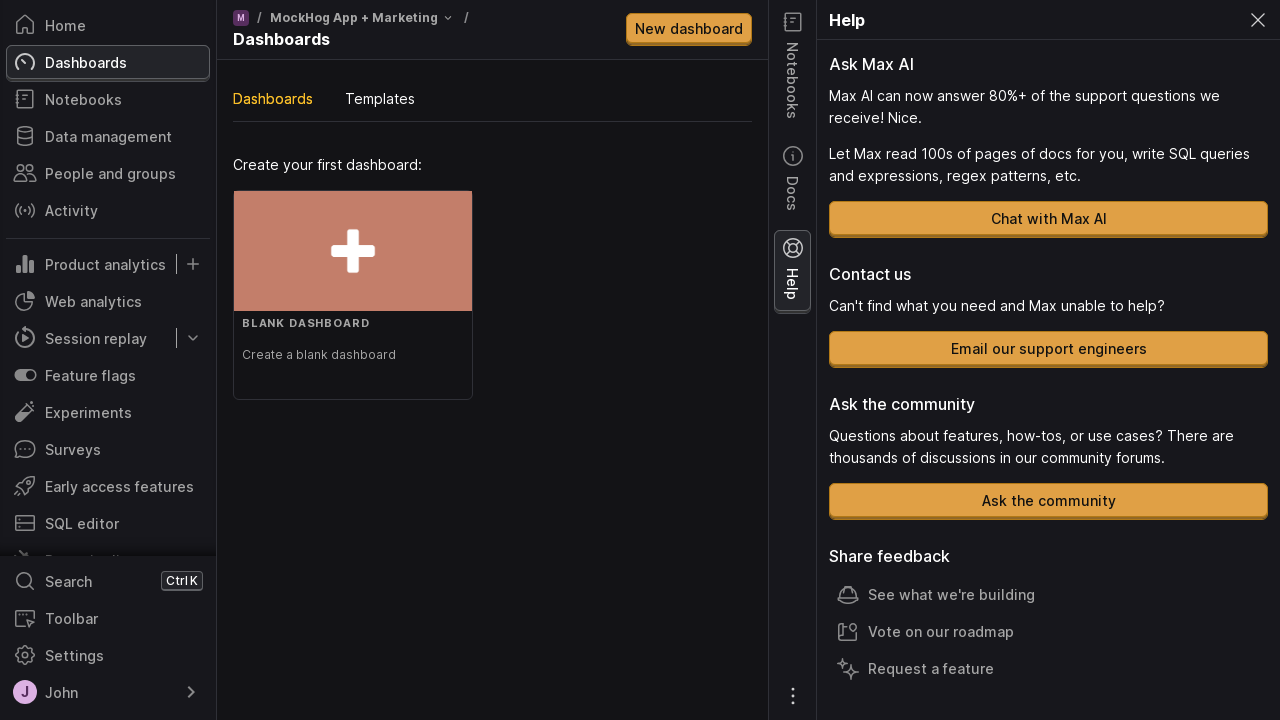 Home
Dashboards
Notebooks
Data management
People and groups
Activity
Product analytics
Web analytics
Session replay
Feature flags
Experiments
Surveys
Early access features
SQL editor
Search Ctrl K
Toolbar
Settings
J John
M / MockHog App + Marketing /
Dashboards
New dashboard
Dashboards Templates
Create your first dashboard:
BLANK DASHBOARD
Create a blank dashboard
Notebooks
Docs
Help
Help
Ask Max AI
Max AI can now answer 80%+ of the support questions we
receive! Nice.
Let Max read 100s of pages of docs for you, write SQL queries
and expressions, regex patterns, etc.
Chat with Max AI
Contact us
Can't find what you need and Max unable to help?
Email our support engineers
Ask the community
Questions about features, how-tos, or use cases? There are
thousands of discussions in our community forums.
Ask the community
Share feedback
See what we're building
Vote on our roadmap
Request a feature